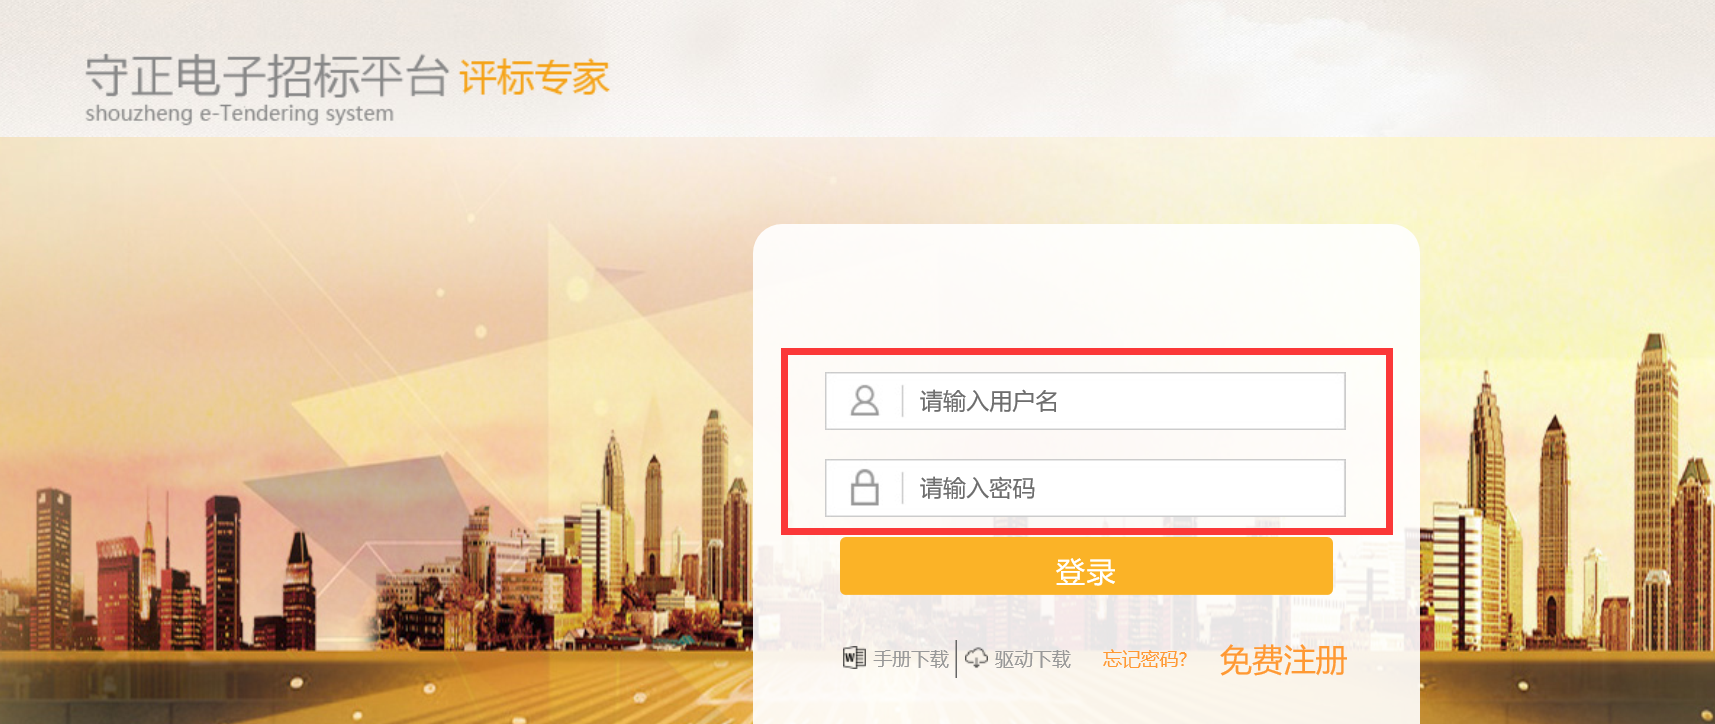 守正电子招标平台 评标专家
shouzheng e-Tendering system
请输入用户名
请输入密码
登录
手册下载 驱动下载 忘记密码? 免费注册